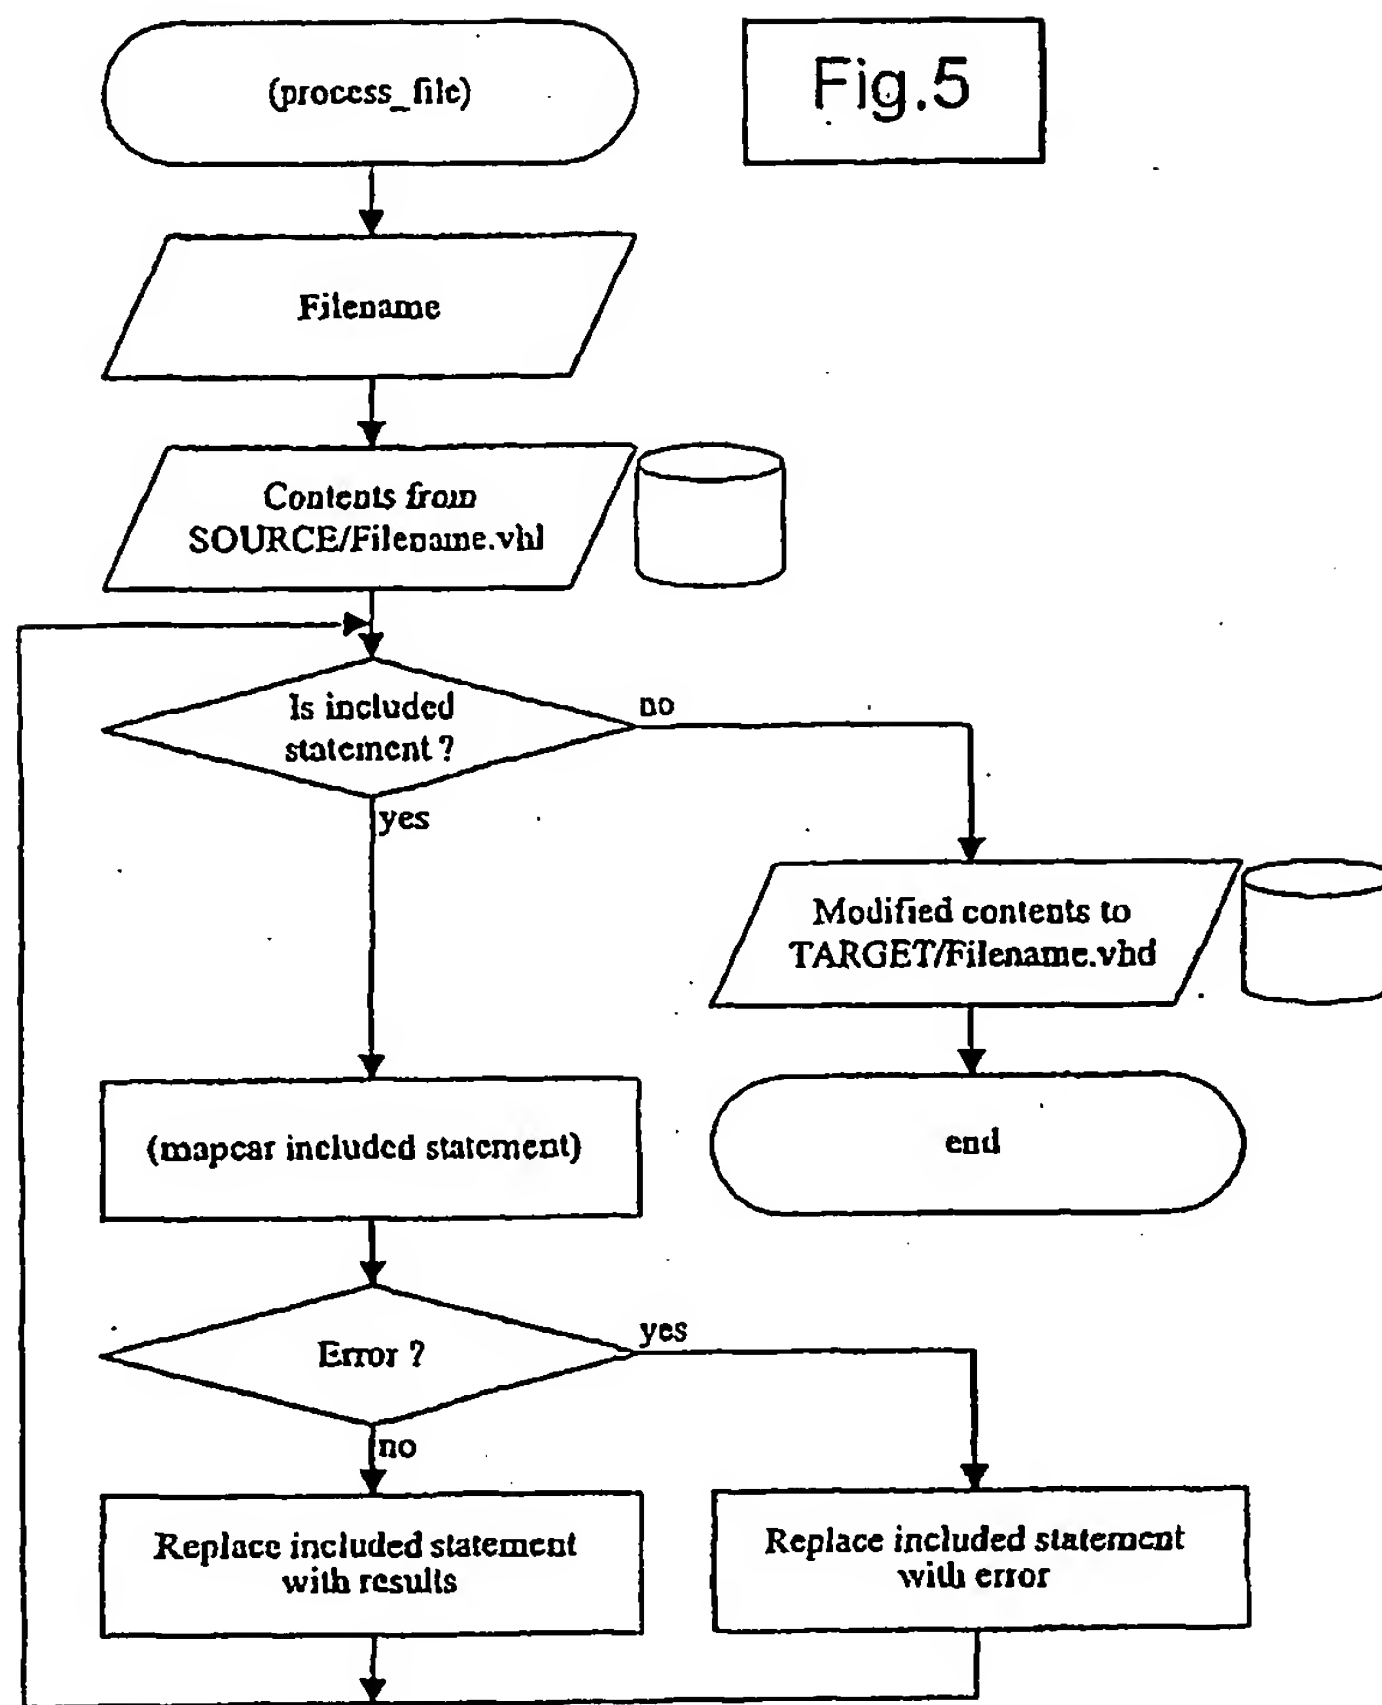 (process_file)
Fig.5
Filename
Contents from
SOURCE/Filename.vhl
Is included
statement ?
no
yes
Modified contents to
TARGET/Filename.vhd
(mapcar included statement)
end
Error ?
yes
no
Replace included statement
with results
Replace included statement
with error